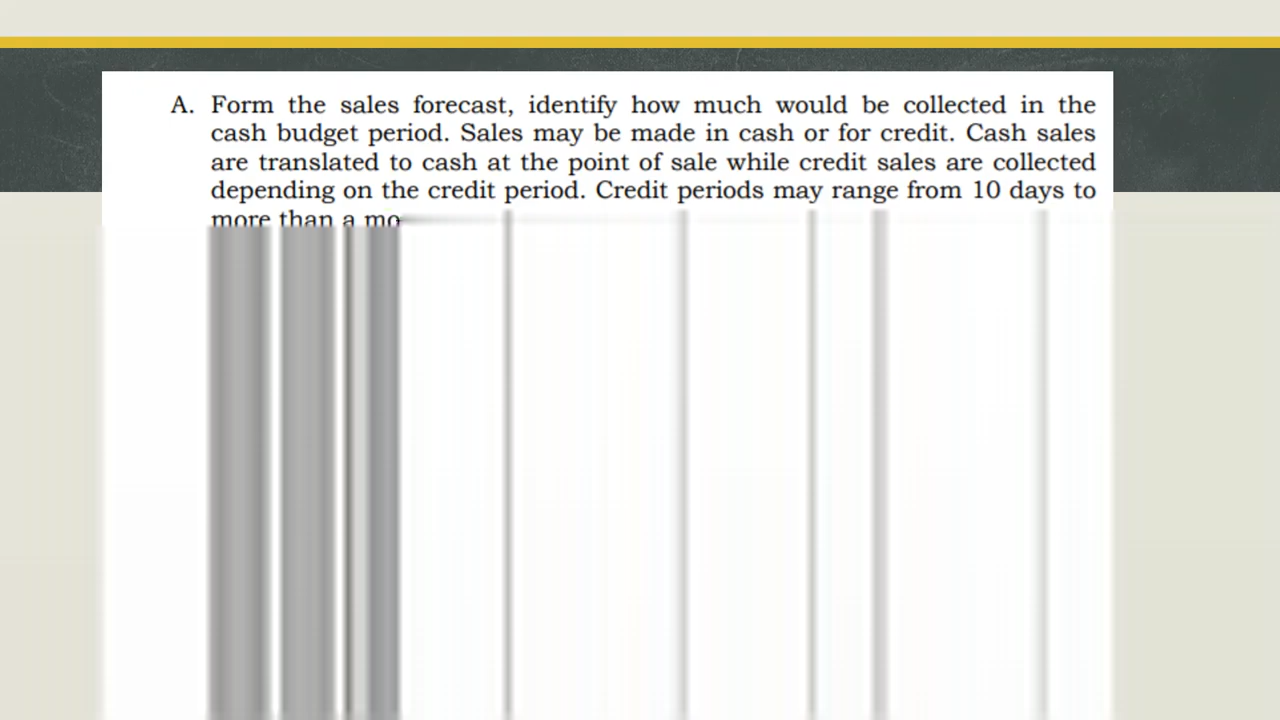 A. Form the sales forecast, identify how much would be collected in the
cash budget period. Sales may be made in cash or for credit. Cash sales
are translated to cash at the point of sale while credit sales are collected
depending on the credit period. Credit periods may range from 10 days to
more than a